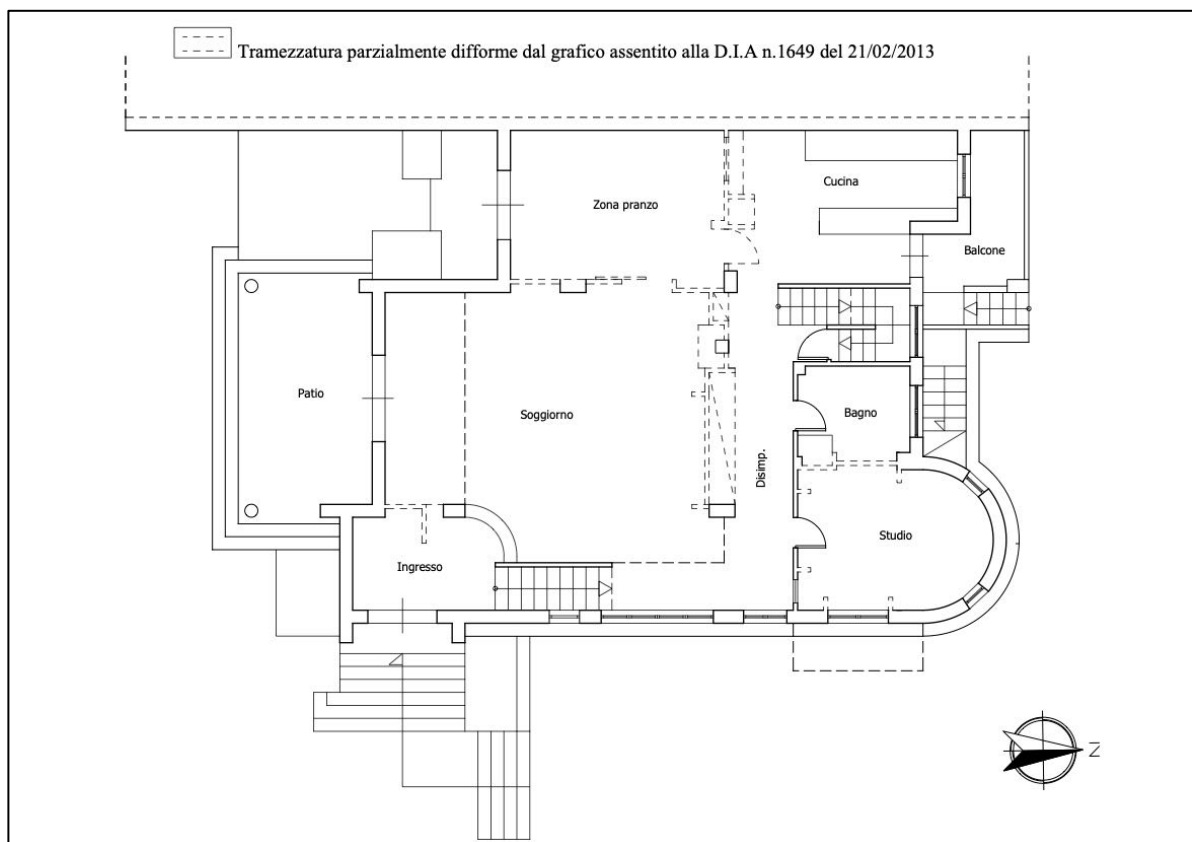 Tramezzatura parzialmente difforme dal grafico assentito alla D.I.A n.1649 del 21/02/2013
Cucina
Zona pranzo
Balcone
Patio
Soggiorno
Bagno
Disimp.
Studio
Ingresso
N